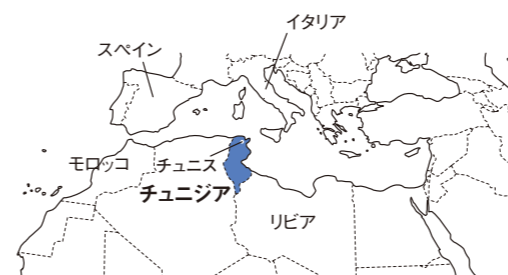 イタリア
スペイン
モロッコ
チュニス
チュニジア
リビア